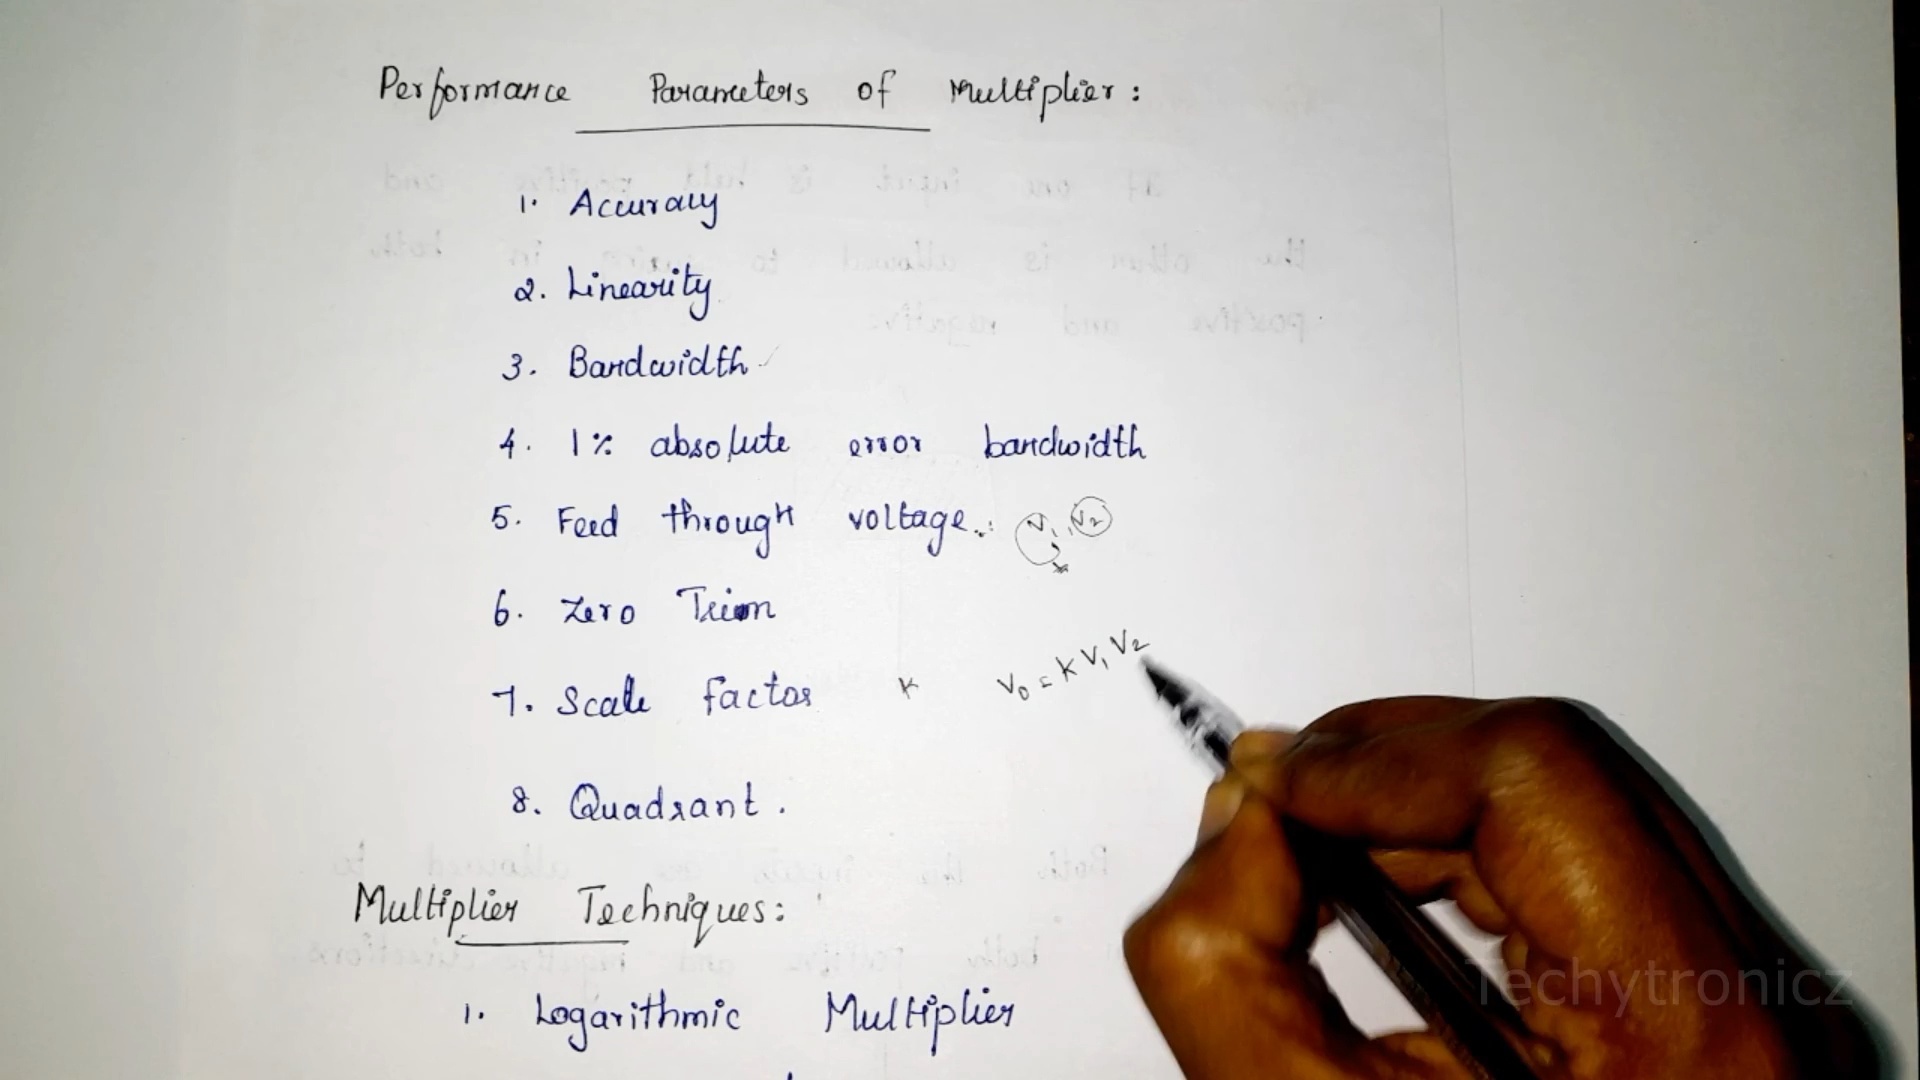 Performance Parameters of Multiplier:
1. Accuracy
2. Linearity
3. Bandwidth
4. 1% absolute error bandwidth
5. Feed through voltage.: V1, V2
6. Zero Trim
7. Scale factor K V0 = K V1 V2
8. Quadrant.
Multiplier Techniques:
Techytronicz
1. Logarithmic Multiplier